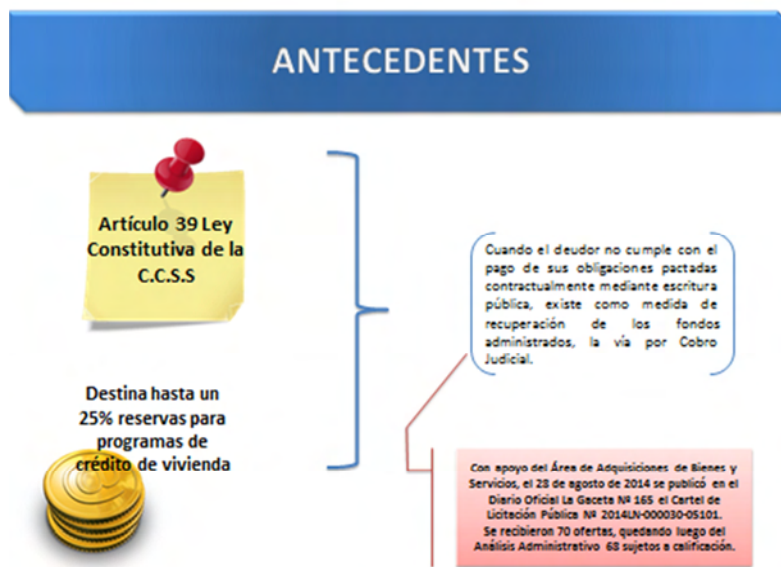 ANTECEDENTES
Artículo 39 Ley
Constitutiva de la
C.C.S.S
Destina hasta un
25% reservas para
programas de
crédito de vivienda
Cuando el deudor no cumple con el
pago de sus obligaciones pactadas
contractualmente mediante escritura
pública, existe como medida de
recuperación de los fondos
administrados, la vía por Cobro
Judicial.
Con apoyo del Área de Adquisiciones de Bienes y
Servicios, el 28 de agosto de 2014 se publicó en el
Diario Oficial La Gaceta Nº 165 el Cartel de
Licitación Pública Nº 2014LN-000030-05101.
Se recibieron 70 ofertas, quedando luego del
Análisis Administrativo 68 sujetos a calificación.